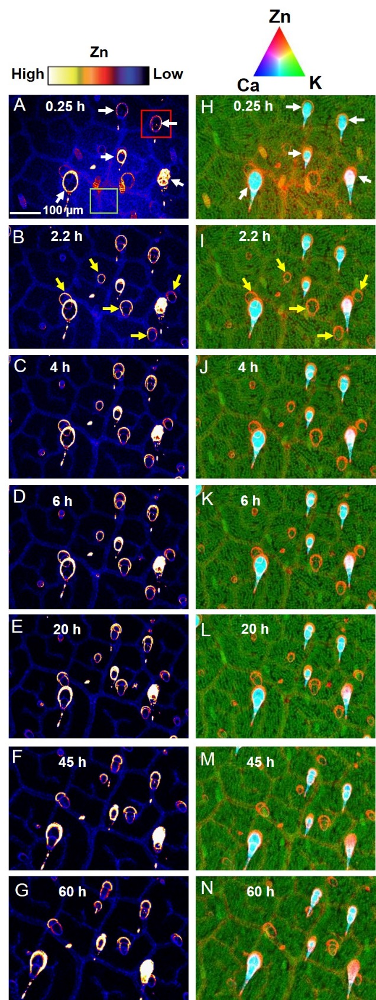 Zn
High
Low
Zn
Ca
K
A
0.25 h
100 µm
H
0.25 h
B
2.2 h
I
2.2 h
C
4 h
J
4 h
D
6 h
K
6 h
E
20 h
L
20 h
F
45 h
M
45 h
G
60 h
N
60 h